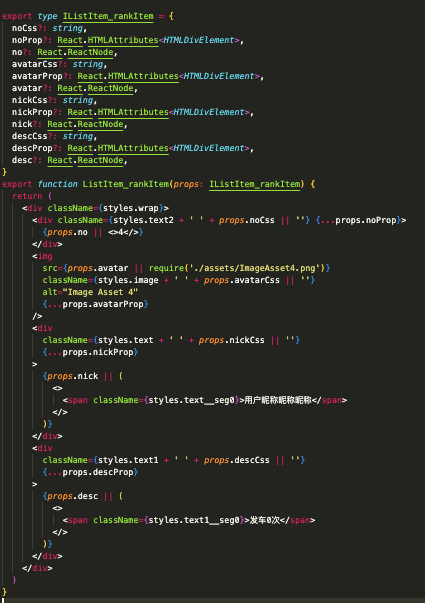 export type IListItem_rankItem = {
  noCss?: string,
  noProp?: React.HTMLAttributes<HTMLDivElement>,
  no?: React.ReactNode,
  avatarCss?: string,
  avatarProp?: React.HTMLAttributes<HTMLDivElement>,
  avatar?: React.ReactNode,
  nickCss?: string,
  nickProp?: React.HTMLAttributes<HTMLDivElement>,
  nick?: React.ReactNode,
  descCss?: string,
  descProp?: React.HTMLAttributes<HTMLDivElement>,
  desc?: React.ReactNode,
}
export function ListItem_rankItem(props: IListItem_rankItem) {
  return (
    <div className={styles.wrap}>
      <div className={styles.text2 + ' ' + props.noCss || ''} {...props.noProp}>
        {props.no || <>4</>}
      </div>
      <img
        src={props.avatar || require('./assets/ImageAsset4.png')}
        className={styles.image + ' ' + props.avatarCss || ''}
        alt="Image Asset 4"
        {...props.avatarProp}
      />
      <div
        className={styles.text + ' ' + props.nickCss || ''}
        {...props.nickProp}
      >
        {props.nick || (
          <>
            <span className={styles.text__seg0}>用户昵称昵称昵称</span>
          </>
        )}
      </div>
      <div
        className={styles.text1 + ' ' + props.descCss || ''}
        {...props.descProp}
      >
        {props.desc || (
          <>
            <span className={styles.text1__seg0}>发车0次</span>
          </>
        )}
      </div>
    </div>
  )
}